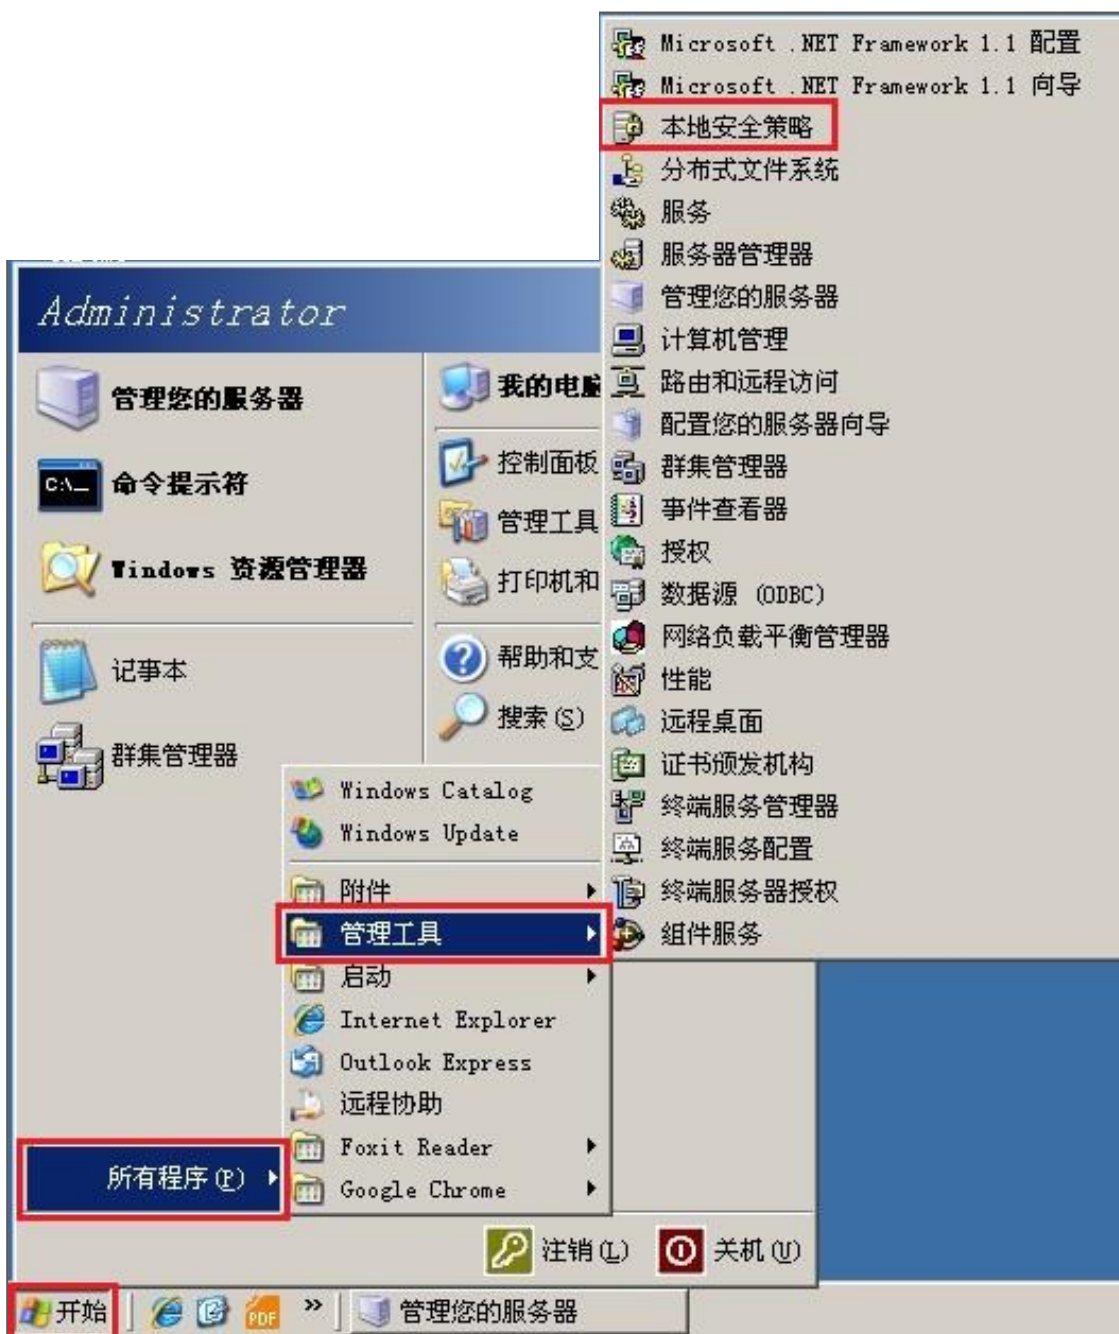 Microsoft .NET Framework 1.1 配置
Microsoft .NET Framework 1.1 向导
本地安全策略
分布式文件系统
服务
服务器管理器
管理您的服务器
计算机管理
路由和远程访问
配置您的服务器向导
群集管理器
事件查看器
授权
数据源 (ODBC)
网络负载平衡管理器
性能
远程桌面
证书颁发机构
终端服务管理器
终端服务配置
终端服务器授权
组件服务
Administrator
管理您的服务器
命令提示符
C:\_
Windows 资源管理器
记事本
群集管理器
我的电脑
控制面板
管理工具
打印机和
帮助和支
搜索(S)
Windows Catalog
Windows Update
附件
管理工具
启动
Internet Explorer
Outlook Express
远程协助
Foxit Reader
Google Chrome
所有程序(P)
注销(L)
关机(U)
开始
PDF
»
管理您的服务器